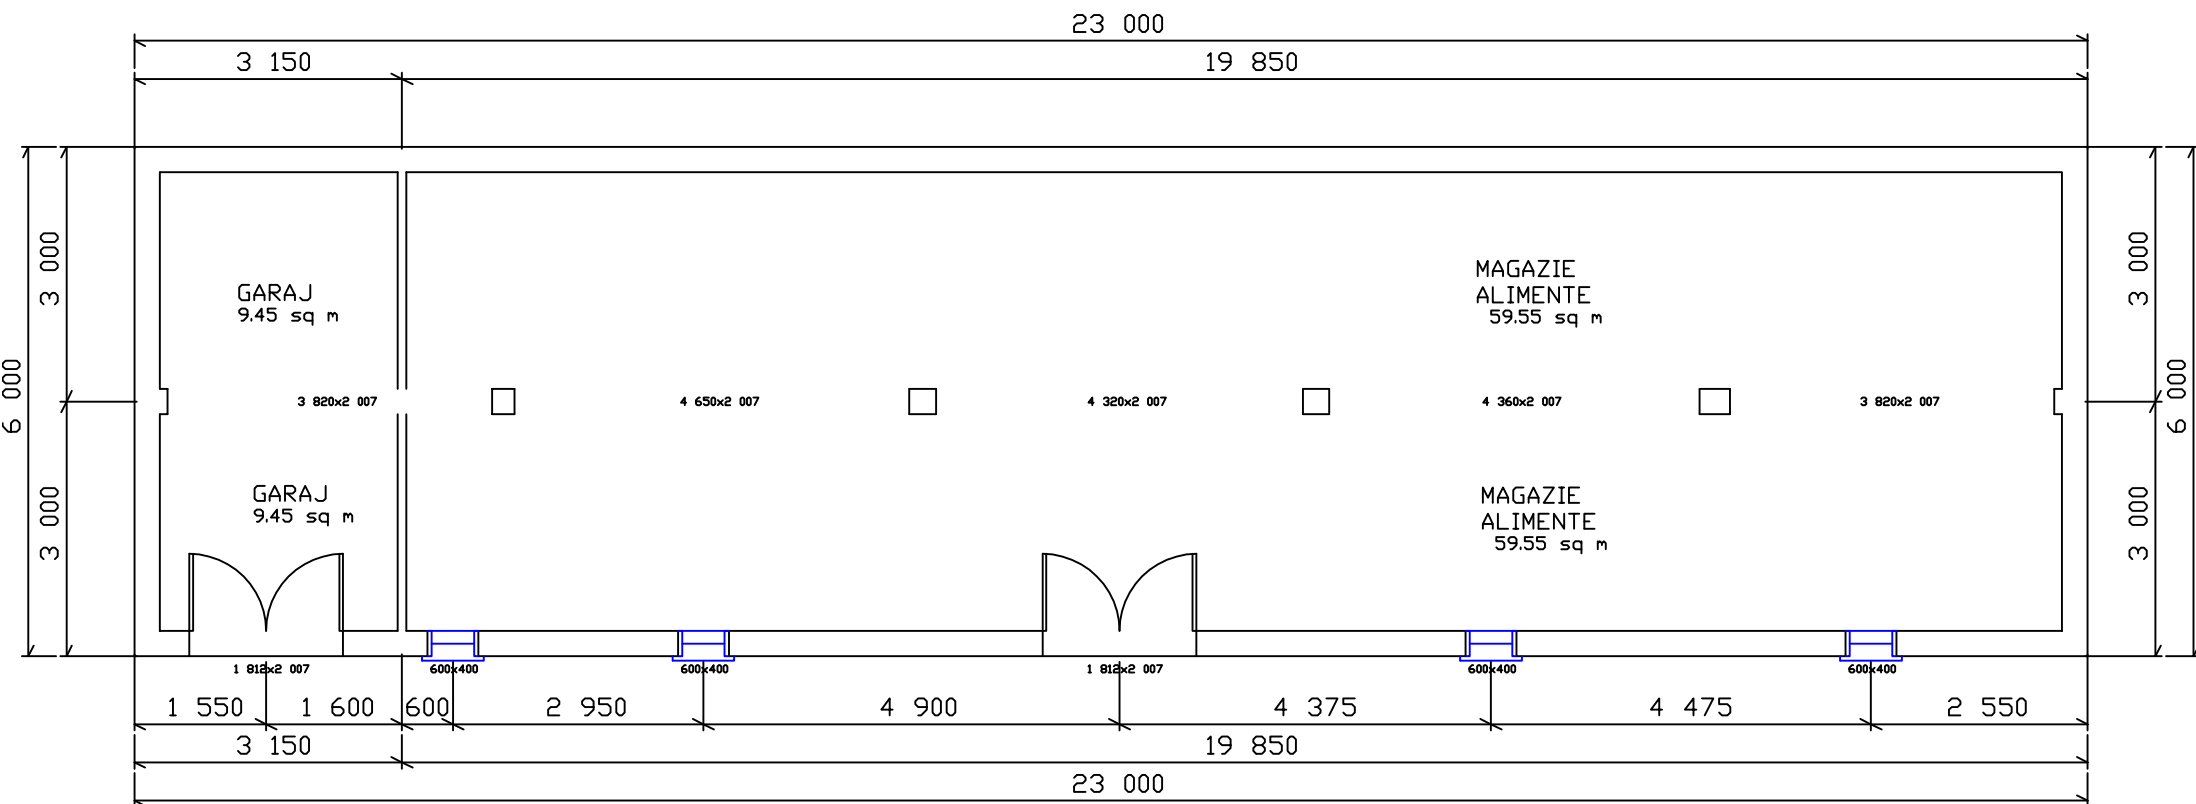 23 000
3 150
19 850
3 000
3 000
6 000
GARAJ
9.45 sq m
MAGAZIE
ALIMENTE
59.55 sq m
3 820x2 007
4 650x2 007
4 320x2 007
4 360x2 007
3 820x2 007
GARAJ
9.45 sq m
MAGAZIE
ALIMENTE
59.55 sq m
3 000
3 000
6 000
1 812x2 007
600x400
600x400
1 812x2 007
600x400
600x400
1 550
1 600
600
2 950
4 900
4 375
4 475
2 550
3 150
19 850
23 000